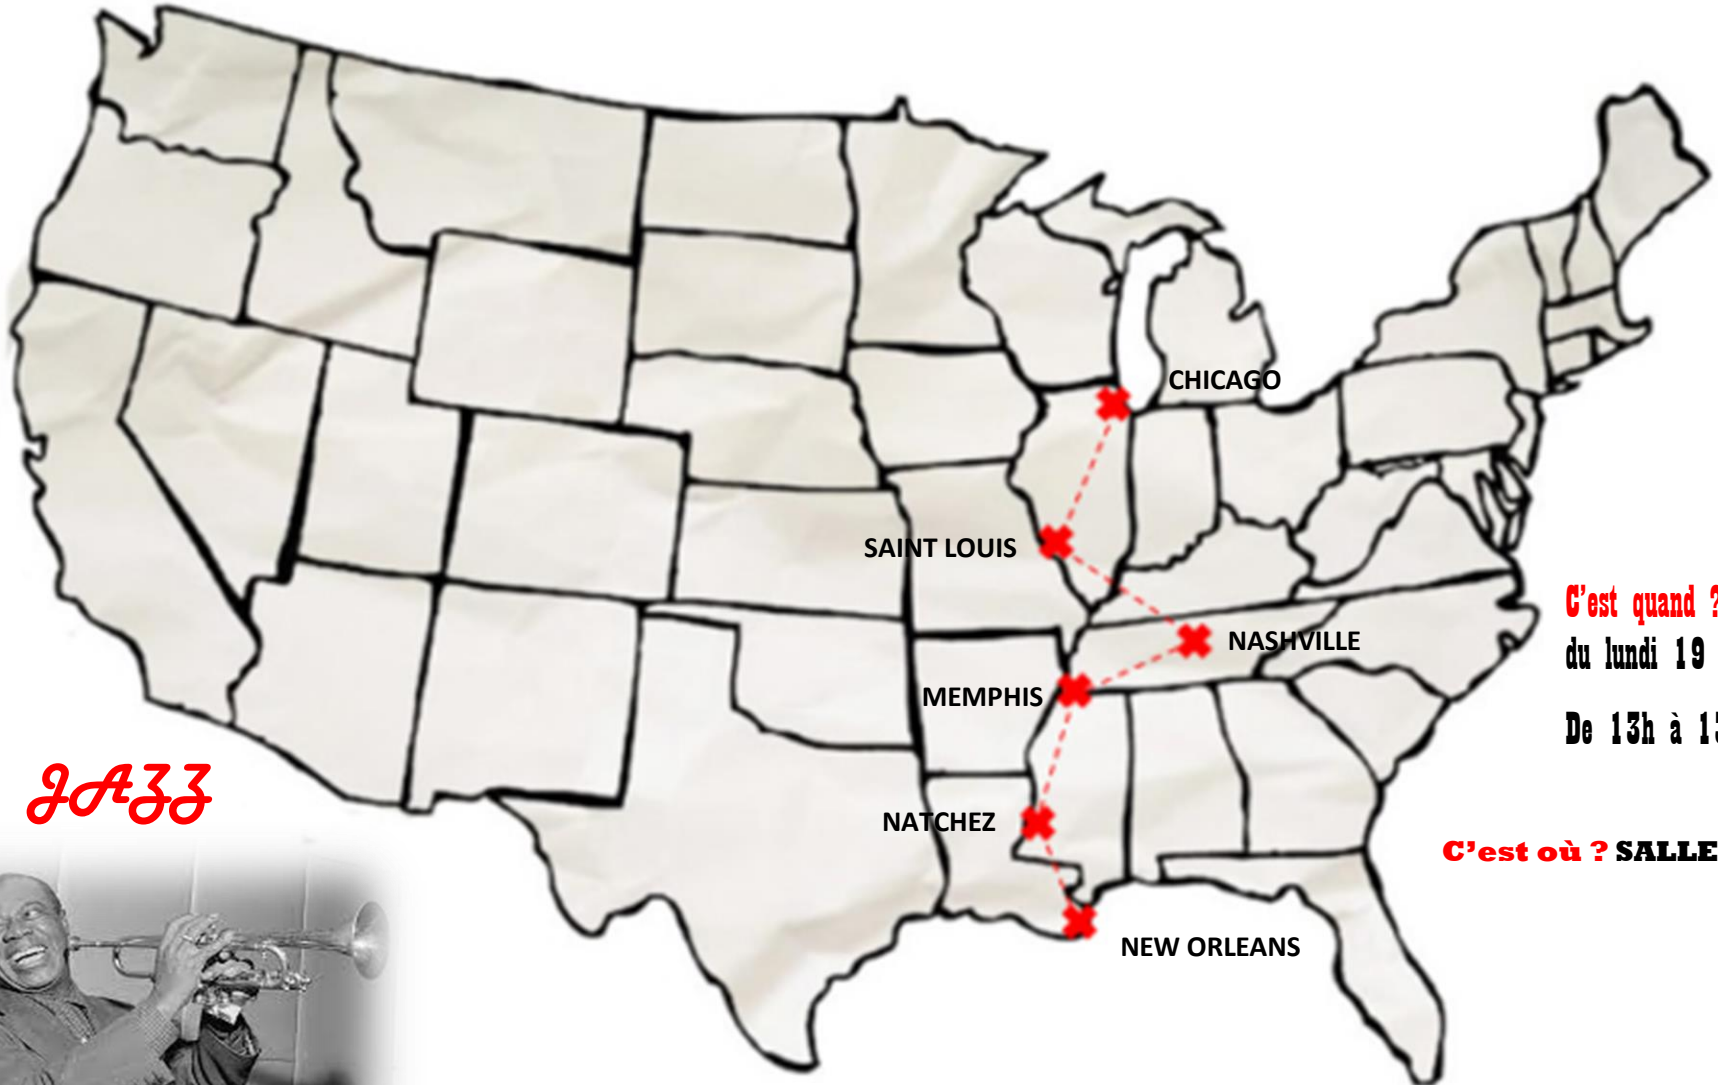 CHICAGO
SAINT LOUIS
NASHVILLE
MEMPHIS
NATCHEZ
NEW ORLEANS
JAZZ
C'est quand ?
du lundi 19
De 13h à
C'est où ? SALLE